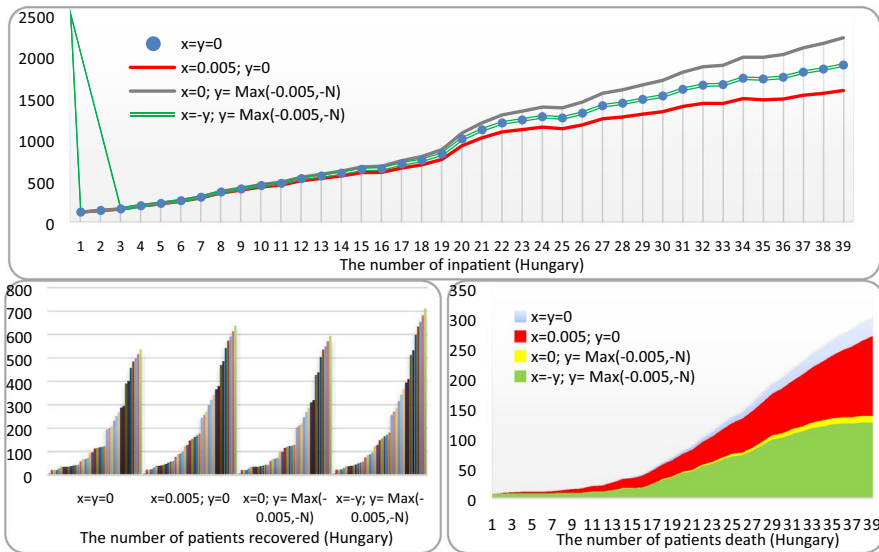 2500
2000
1500
1000
500
0
x=y=0
x=0.005; y=0
x=0; y= Max(-0.005,-N)
x=-y; y= Max(-0.005,-N)
1 2 3 4 5 6 7 8 9 10 11 12 13 14 15 16 17 18 19 20 21 22 23 24 25 26 27 28 29 30 31 32 33 34 35 36 37 38 39
The number of inpatient (Hungary)
800
700
600
500
400
300
200
100
0
x=y=0 x=0.005; y=0 x=0; y= Max(- x=-y; y= Max(-
0.005,-N) 0.005,-N)
The number of patients recovered (Hungary)
350
300
250
200
150
100
50
0
x=y=0
x=0.005; y=0
x=0; y= Max(-0.005,-N)
x=-y; y= Max(-0.005,-N)
1 3 5 7 9 11 13 15 17 19 21 23 25 27 29 31 33 35 37 39
The number of patients death (Hungary)